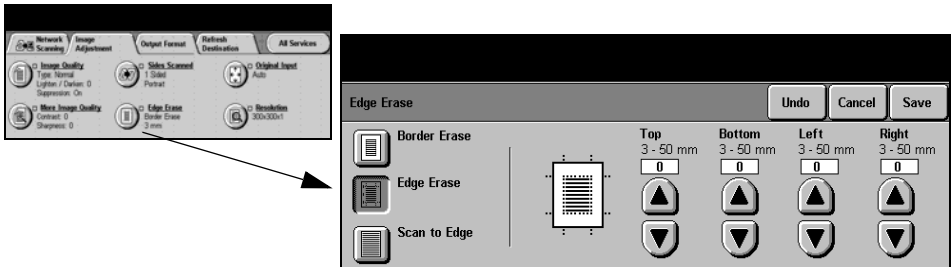 Network Scanning
Image Adjustment
Output Format
Refresh Destination
All Services
Image Quality
Type: Normal
Lighten / Darken: 0
Suppression: On
Sides Scanned
1 Sided
Portrait
Original Input
Auto
More Image Quality
Contrast: 0
Sharpness: 0
Edge Erase
Border Erase
3 mm
Resolution
300x300x1
Edge Erase
Undo
Cancel
Save
Border Erase
Edge Erase
Scan to Edge
Top
3 - 50 mm
0
Bottom
3 - 50 mm
0
Left
3 - 50 mm
0
Right
3 - 50 mm
0